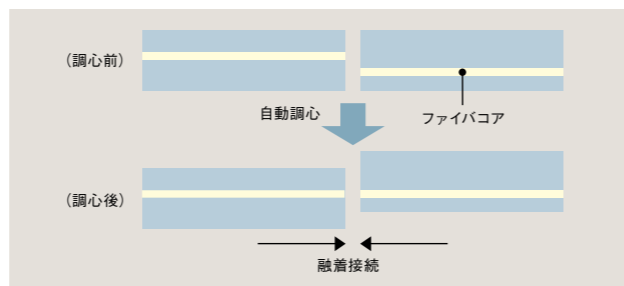 （調心前）
自動調心
ファイバコア
（調心後）
融着接続